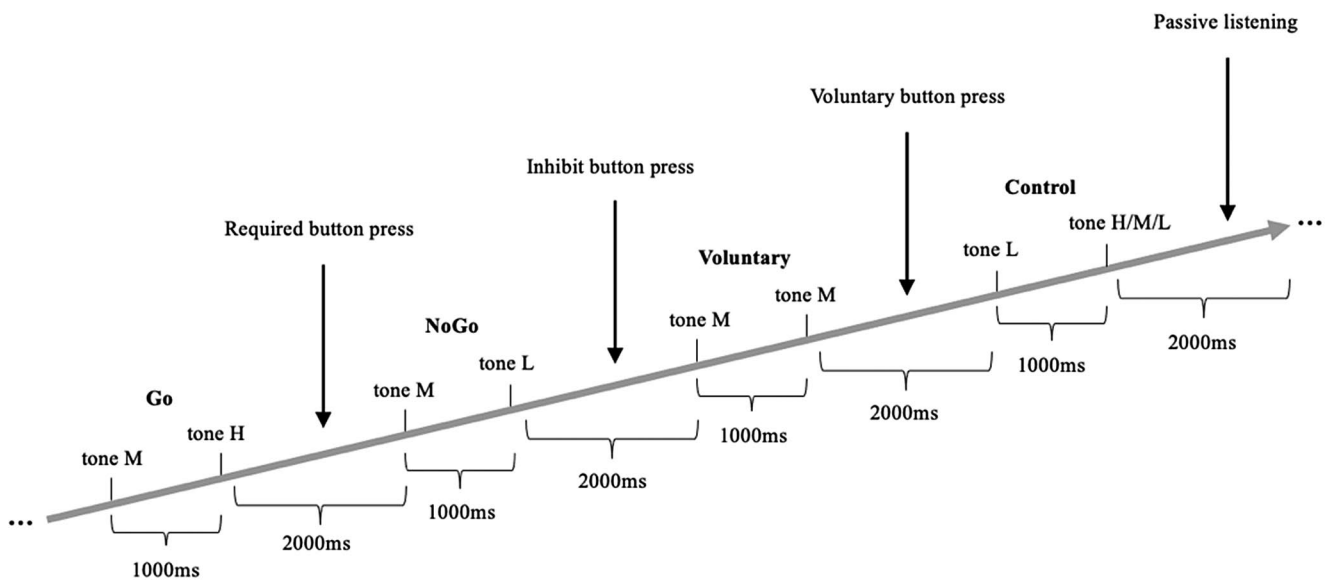 Passive listening
Voluntary button press
Inhibit button press
Control
Required button press
tone H/M/L
...
tone L
Voluntary
tone M
tone M
NoGo
tone L
tone M
Go
tone H
tone M
...
2000ms
1000ms
2000ms
1000ms
2000ms
1000ms
2000ms
1000ms